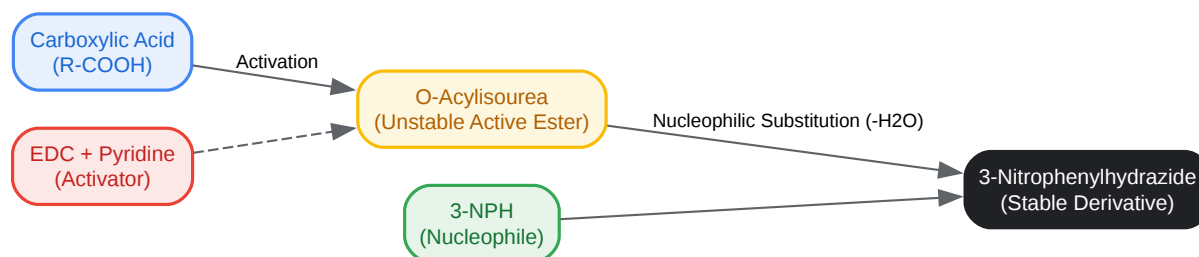 Carboxylic Acid
(R-COOH)
Activation
EDC + Pyridine
(Activator)
O-Acylisourea
(Unstable Active Ester)
Nucleophilic Substitution (-H2O)
3-NPH
(Nucleophile)
3-Nitrophenylhydrazide
(Stable Derivative)